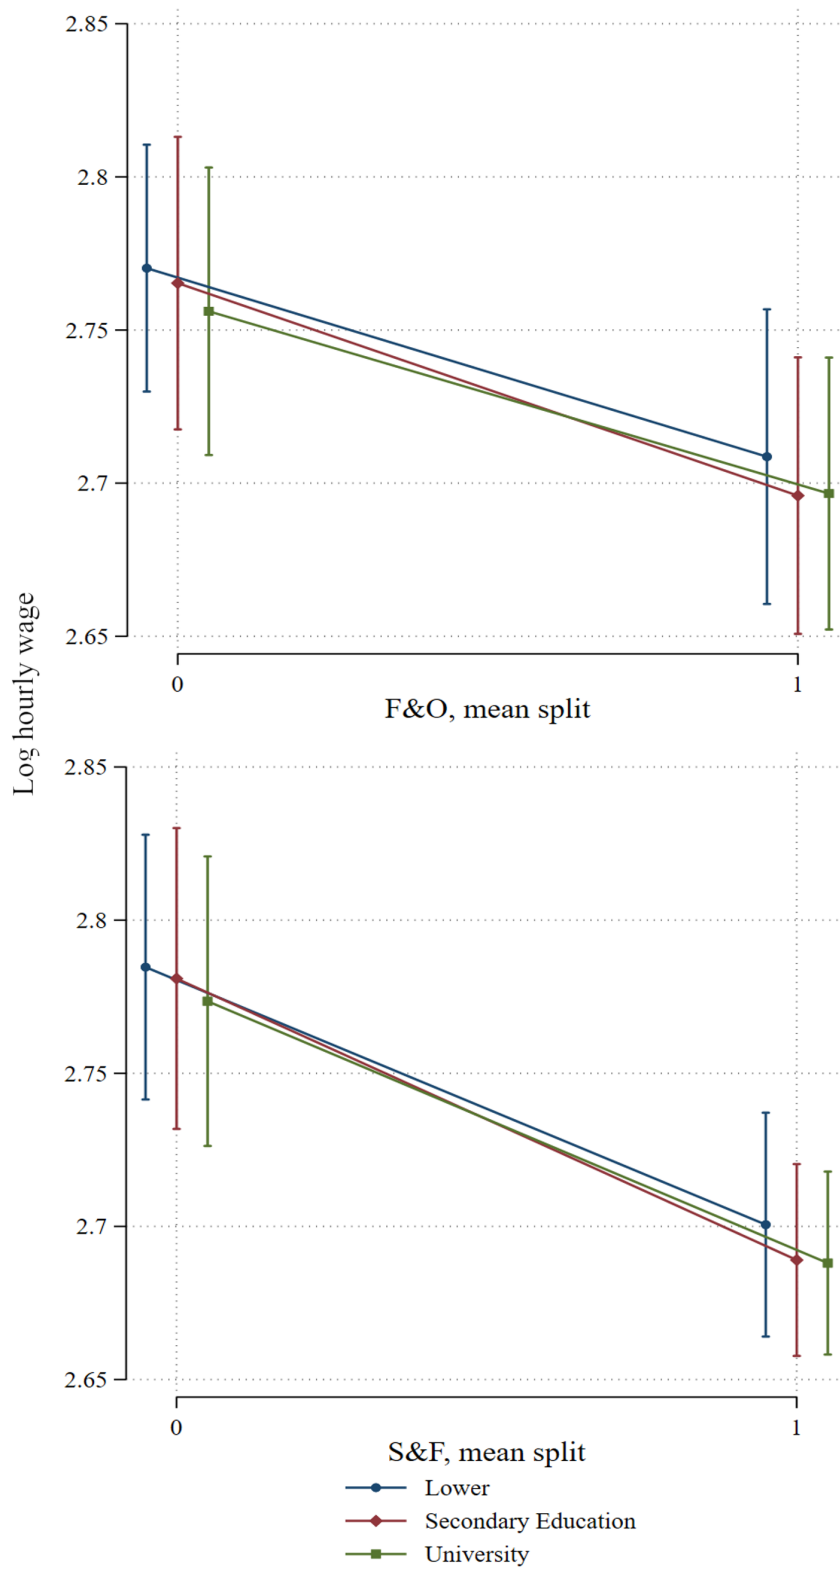 Log hourly wage
2.85
2.8
2.75
2.7
2.65
0 1
F&O, mean split
2.85
2.8
2.75
2.7
2.65
0 1
S&F, mean split
Lower
Secondary Education
University